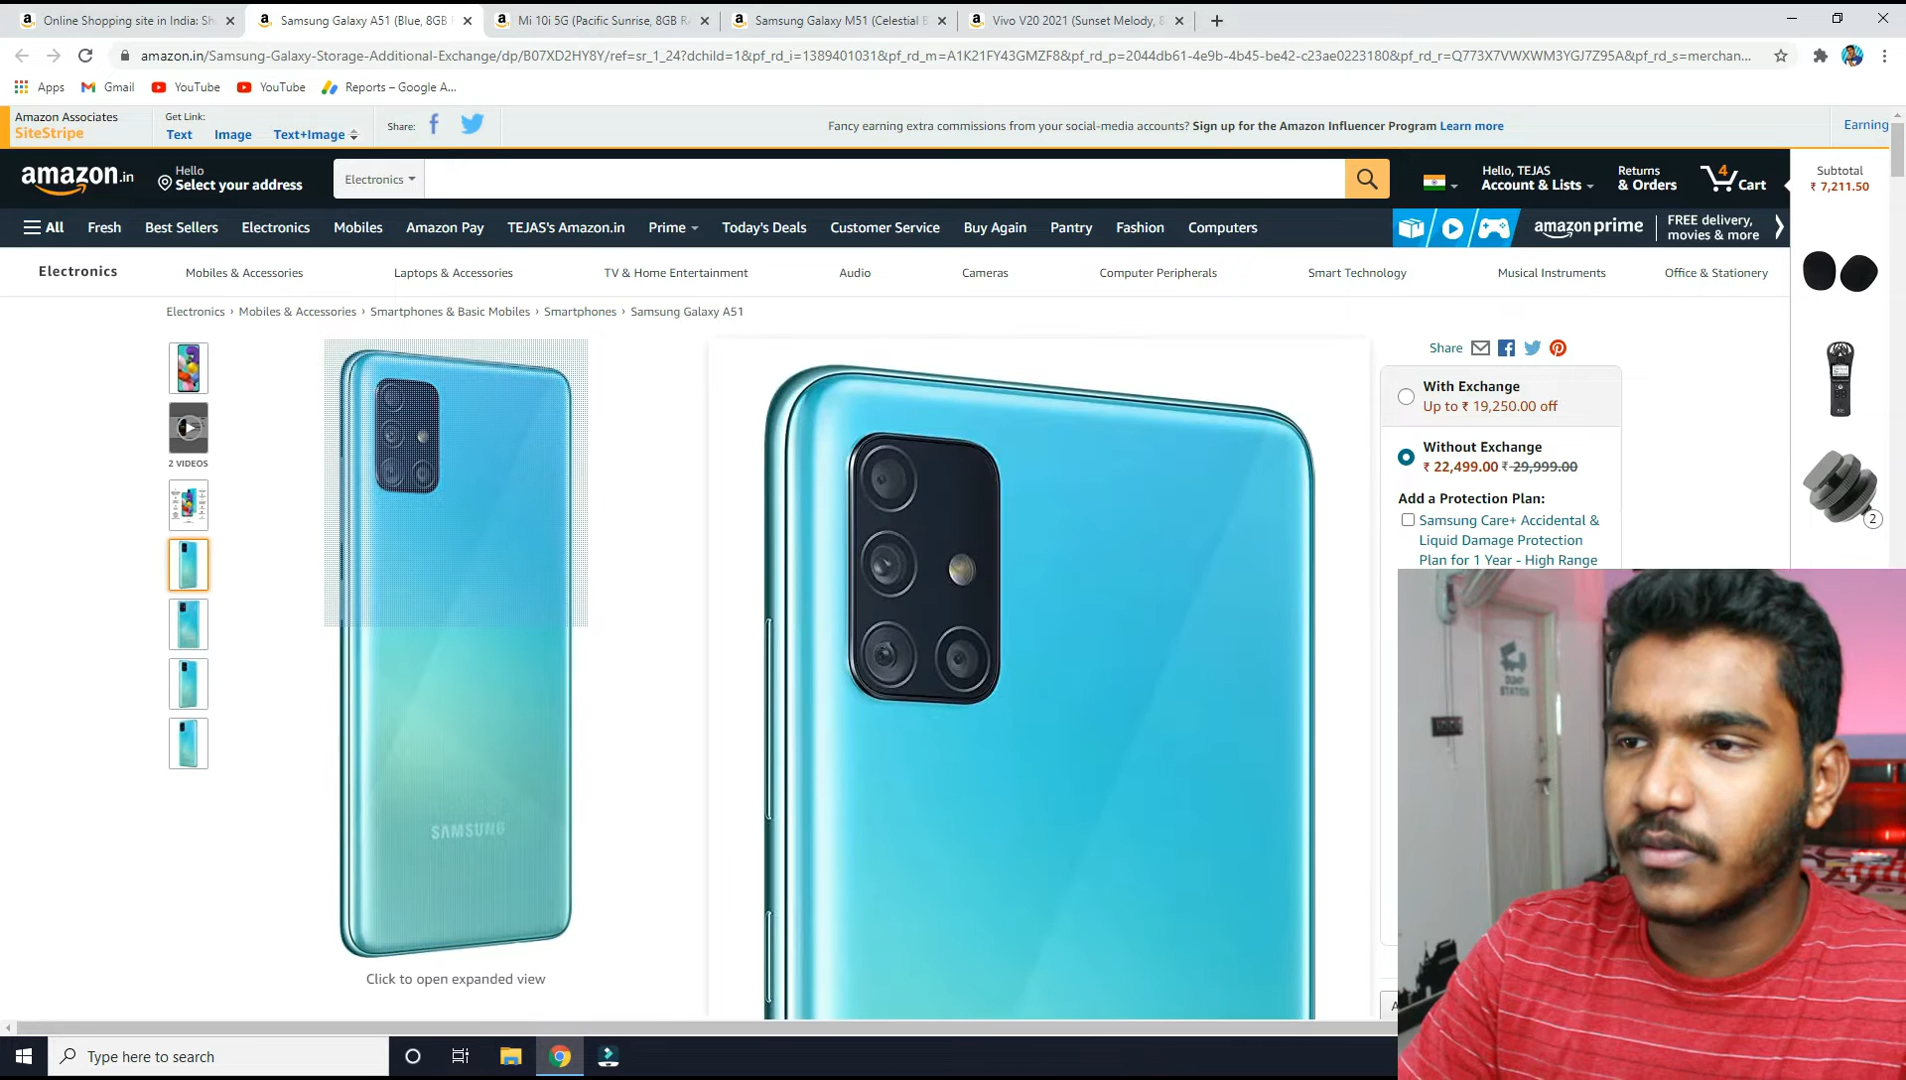 Online Shopping site in India: Sh
Samsung Galaxy A51 (Blue, 8GB R
Mi 10i 5G (Pacific Sunrise, 8GB RA
Samsung Galaxy M51 (Celestial B
Vivo V20 2021 (Sunset Melody, 8
amazon.in/Samsung-Galaxy-Storage-Additional-Exchange/dp/B07XD2HY8Y/ref=sr_1_24?dchild=1&pf_rd_i=1389401031&pf_rd_m=A1K21FY43GMZF8&pf_rd_p=2044db61-4e9b-4b45-be42-c23ae0223180&pf_rd_r=Q773X7VWXWM3YGJ7Z95A&pf_rd_s=merchan...
Apps
Gmail
YouTube
YouTube
Reports – Google A...
Amazon Associates
SiteStripe
Get Link:
Text
Image
Text+Image
Share:
Fancy earning extra commissions from your social-media accounts? Sign up for the Amazon Influencer Program Learn more
Earning
amazon.in
Hello
Select your address
Electronics
Hello, TEJAS
Account & Lists
Returns
& Orders
4
Cart
Subtotal
₹ 7,211.50
All
Fresh
Best Sellers
Electronics
Mobiles
Amazon Pay
TEJAS's Amazon.in
Prime
Today's Deals
Customer Service
Buy Again
Pantry
Fashion
Computers
amazon prime
FREE delivery,
movies & more
Electronics
Mobiles & Accessories
Laptops & Accessories
TV & Home Entertainment
Audio
Cameras
Computer Peripherals
Smart Technology
Musical Instruments
Office & Stationery
Electronics › Mobiles & Accessories › Smartphones & Basic Mobiles › Smartphones › Samsung Galaxy A51
Share
With Exchange
Up to ₹ 19,250.00 off
Without Exchange
₹ 22,499.00 ₹ 29,999.00
Add a Protection Plan:
Samsung Care+ Accidental &
Liquid Damage Protection
Plan for 1 Year - High Range
2 VIDEOS
2
SAMSUNG
Click to open expanded view
DUMP
STATION
Type here to search